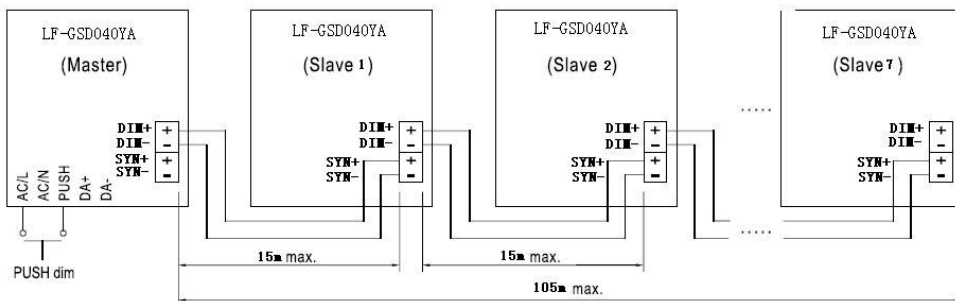 LF-GSD040YA
(Master)
DIM+
DIM-
SYN+
SYN-
+
-
+
-
AC/L
AC/N
PUSH
DA+
DA-
PUSH dim
LF-GSD040YA
(Slave 1)
DIM+
DIM-
SYN+
SYN-
+
-
+
-
LF-GSD040YA
(Slave 2)
DIM+
DIM-
SYN+
SYN-
+
-
+
-
.....
.....
LF-GSD040YA
(Slave 7)
DIM+
DIM-
SYN+
SYN-
+
-
+
-
15m max.
15m max.
105m max.